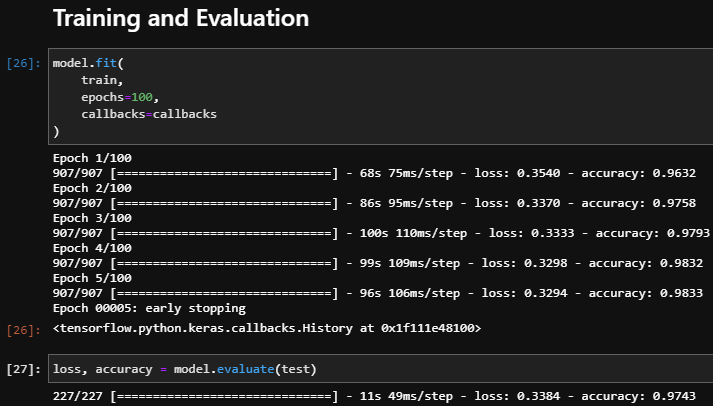 Training and Evaluation
[26]: model.fit(
    train,
    epochs=100,
    callbacks=callbacks
)
Epoch 1/100
907/907 [==============================] - 68s 75ms/step - loss: 0.3540 - accuracy: 0.9632
Epoch 2/100
907/907 [==============================] - 86s 95ms/step - loss: 0.3370 - accuracy: 0.9758
Epoch 3/100
907/907 [==============================] - 100s 110ms/step - loss: 0.3333 - accuracy: 0.9793
Epoch 4/100
907/907 [==============================] - 99s 109ms/step - loss: 0.3298 - accuracy: 0.9832
Epoch 5/100
907/907 [==============================] - 96s 106ms/step - loss: 0.3294 - accuracy: 0.9833
Epoch 00005: early stopping
[26]: <tensorflow.python.keras.callbacks.History at 0x1f111e48100>
[27]: loss, accuracy = model.evaluate(test)
227/227 [==============================] - 11s 49ms/step - loss: 0.3384 - accuracy: 0.9743